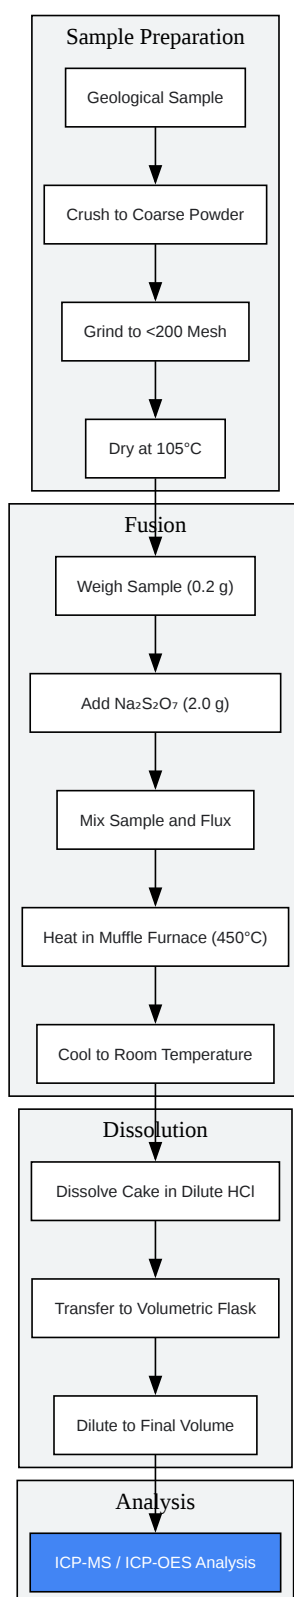 Sample Preparation
Geological Sample
Crush to Coarse Powder
Grind to <200 Mesh
Dry at 105°C
Fusion
Weigh Sample (0.2 g)
Add Na₂S₂O₇ (2.0 g)
Mix Sample and Flux
Heat in Muffle Furnace (450°C)
Cool to Room Temperature
Dissolution
Dissolve Cake in Dilute HCl
Transfer to Volumetric Flask
Dilute to Final Volume
Analysis
ICP-MS / ICP-OES Analysis